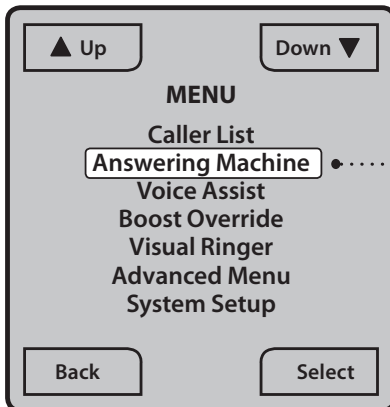 ▲ Up
Down ▼
MENU
Caller List
Answering Machine
Voice Assist
Boost Override
Visual Ringer
Advanced Menu
System Setup
Back
Select